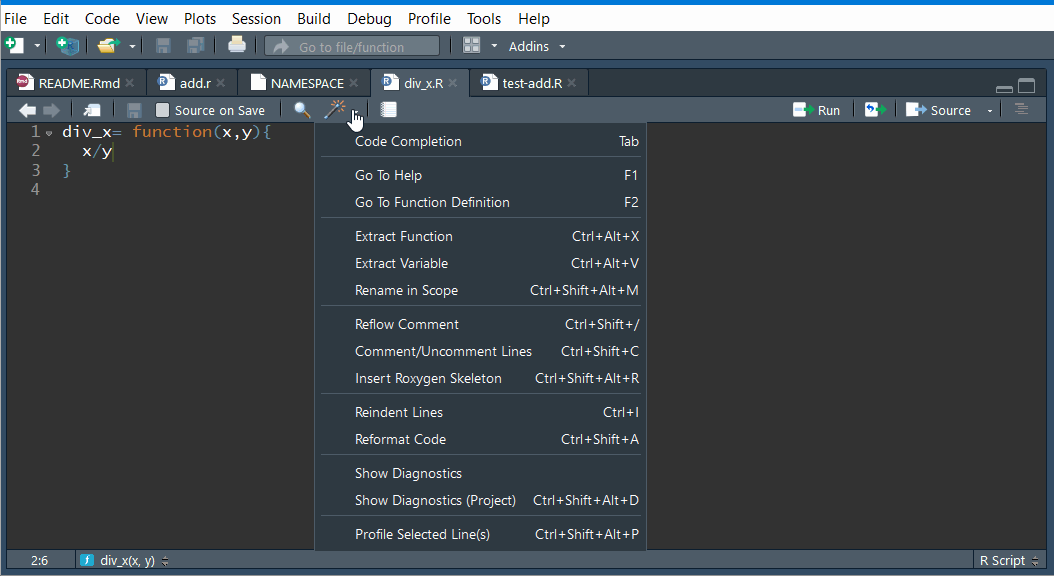 File Edit Code View Plots Session Build Debug Profile Tools Help
Go to file/function Addins
README.Rmd add.r NAMESPACE div_x.R test-add.R
Source on Save Run Source
1 div_x= function(x,y){
2 x/y
3 }
4
Code Completion Tab
Go To Help F1
Go To Function Definition F2
Extract Function Ctrl+Alt+X
Extract Variable Ctrl+Alt+V
Rename in Scope Ctrl+Shift+Alt+M
Reflow Comment Ctrl+Shift+/
Comment/Uncomment Lines Ctrl+Shift+C
Insert Roxygen Skeleton Ctrl+Shift+Alt+R
Reindent Lines Ctrl+I
Reformat Code Ctrl+Shift+A
Show Diagnostics
Show Diagnostics (Project) Ctrl+Shift+Alt+D
Profile Selected Line(s) Ctrl+Shift+Alt+P
2:6 f div_x(x, y) R Script